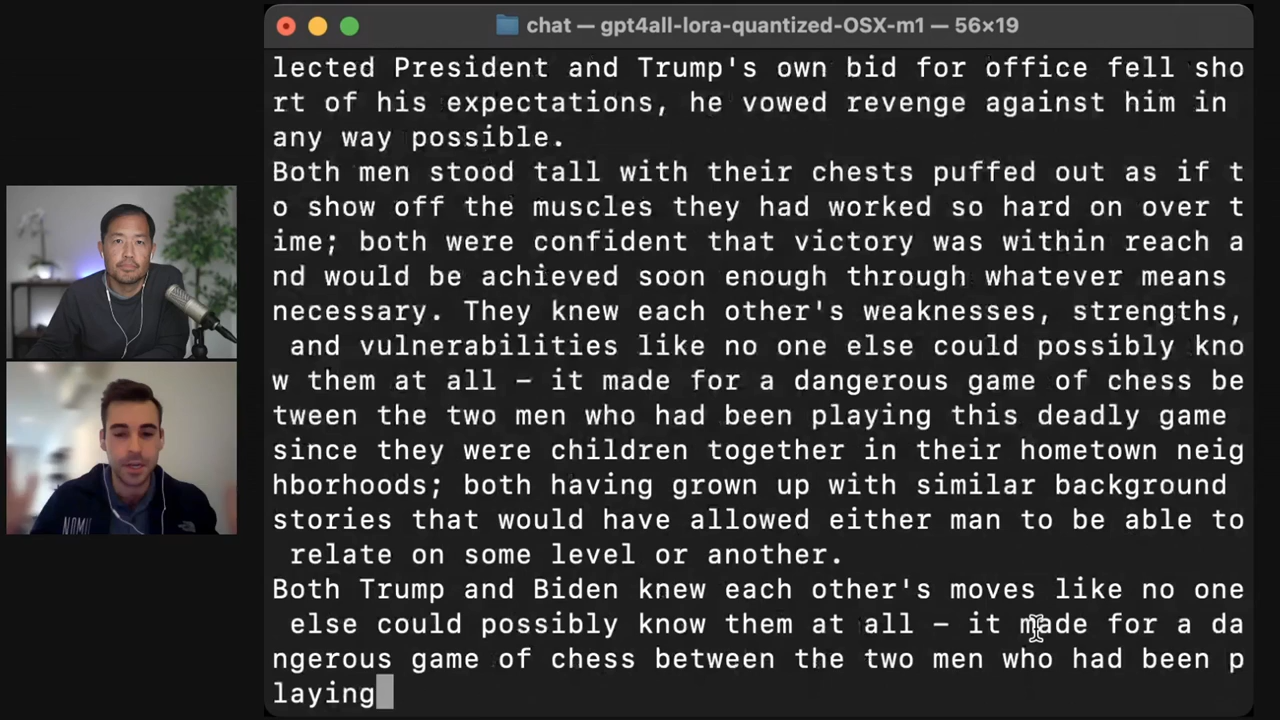 chat — gpt4all-lora-quantized-OSX-m1 — 56×19
lected President and Trump's own bid for office fell sho
rt of his expectations, he vowed revenge against him in
any way possible.
Both men stood tall with their chests puffed out as if t
o show off the muscles they had worked so hard on over t
ime; both were confident that victory was within reach a
nd would be achieved soon enough through whatever means
necessary. They knew each other's weaknesses, strengths,
 and vulnerabilities like no one else could possibly kno
w them at all – it made for a dangerous game of chess be
tween the two men who had been playing this deadly game
since they were children together in their hometown neig
hborhoods; both having grown up with similar background
stories that would have allowed either man to be able to
 relate on some level or another.
Both Trump and Biden knew each other's moves like no one
 else could possibly know them at all – it made for a da
ngerous game of chess between the two men who had been p
laying
NOMI